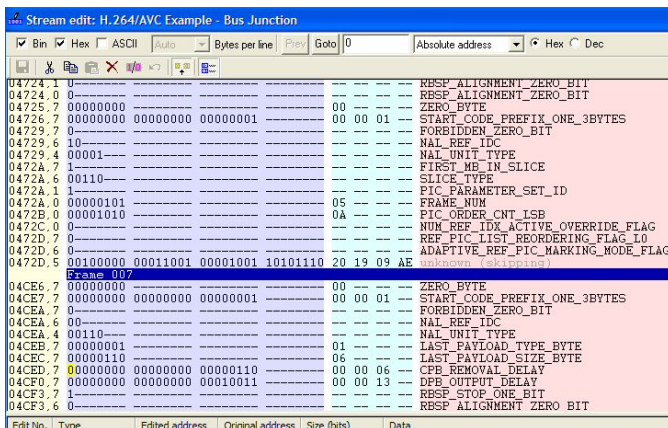 Stream edit: H.264/AVC Example - Bus Junction
Bin Hex ASCII Auto Bytes per line Prev Goto 0 Absolute address Hex Dec
04724,1 0------- -------- -------- -------- -- -- -- -- RBSP_ALIGNMENT_ZERO_BIT
04724,0 0------- -------- -------- -------- -- -- -- -- RBSP_ALIGNMENT_ZERO_BIT
04725,7 00000000 -------- -------- -------- 00 -- -- -- ZERO_BYTE
04726,7 00000000 00000000 00000001 -------- 00 00 01 -- START_CODE_PREFIX_ONE_3BYTES
04729,7 0------- -------- -------- -------- -- -- -- -- FORBIDDEN_ZERO_BIT
04729,6 10------ -------- -------- -------- -- -- -- -- NAL_REF_IDC
04729,4 00001--- -------- -------- -------- -- -- -- -- NAL_UNIT_TYPE
0472A,7 1------- -------- -------- -------- -- -- -- -- FIRST_MB_IN_SLICE
0472A,6 00110--- -------- -------- -------- -- -- -- -- SLICE_TYPE
0472A,1 1------- -------- -------- -------- -- -- -- -- PIC_PARAMETER_SET_ID
0472A,0 00000101 -------- -------- -------- 05 -- -- -- FRAME_NUM
0472B,0 00001010 -------- -------- -------- 0A -- -- -- PIC_ORDER_CNT_LSB
0472C,0 0------- -------- -------- -------- -- -- -- -- NUM_REF_IDX_ACTIVE_OVERRIDE_FLAG
0472D,7 0------- -------- -------- -------- -- -- -- -- REF_PIC_LIST_REORDERING_FLAG_L0
0472D,6 0------- -------- -------- -------- -- -- -- -- ADAPTIVE_REF_PIC_MARKING_MODE_FLAG
0472D,5 00100000 00011001 00001001 10101110 20 19 09 AE unknown (skipping)
Frame 007
04CE6,7 00000000 -------- -------- -------- 00 -- -- -- ZERO_BYTE
04CE7,7 00000000 00000000 00000001 -------- 00 00 01 -- START_CODE_PREFIX_ONE_3BYTES
04CEA,7 0------- -------- -------- -------- -- -- -- -- FORBIDDEN_ZERO_BIT
04CEA,6 00------ -------- -------- -------- -- -- -- -- NAL_REF_IDC
04CEA,4 00110--- -------- -------- -------- -- -- -- -- NAL_UNIT_TYPE
04CEB,7 00000001 -------- -------- -------- 01 -- -- -- LAST_PAYLOAD_TYPE_BYTE
04CEC,7 00000110 -------- -------- -------- 06 -- -- -- LAST_PAYLOAD_SIZE_BYTE
04CED,7 00000000 00000000 00000110 -------- 00 00 06 -- CPB_REMOVAL_DELAY
04CF0,7 00000000 00000000 00010011 -------- 00 00 13 -- DPB_OUTPUT_DELAY
04CF3,7 1------- -------- -------- -------- -- -- -- -- RBSP_STOP_ONE_BIT
04CF3,6 0------- -------- -------- -------- -- -- -- -- RBSP_ALIGNMENT_ZERO_BIT
Edit No. Type Edited address Original address Size (bits) Data